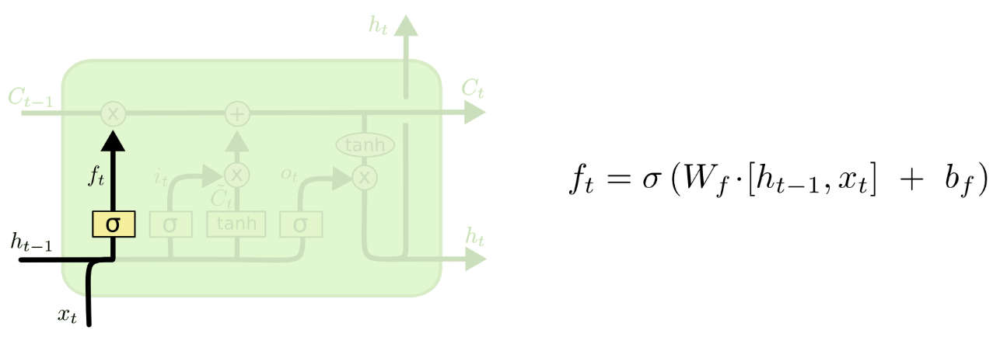 h_t
C_{t-1}
C_t
x
+
tanh
f_t
i_t
x
o_t
x
C̃_t
σ
σ
tanh
σ
h_{t-1}
h_t
x_t
f_t = σ (W_f · [h_{t-1}, x_t] + b_f)